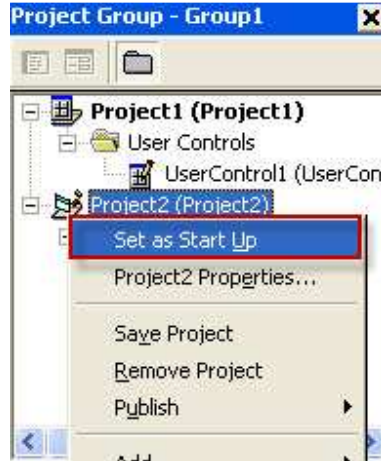 Project Group - Group1
Project1 (Project1)
User Controls
UserControl1 (UserCon
Project2 (Project2)
Set as Start Up
Project2 Properties...
Save Project
Remove Project
Publish
Add